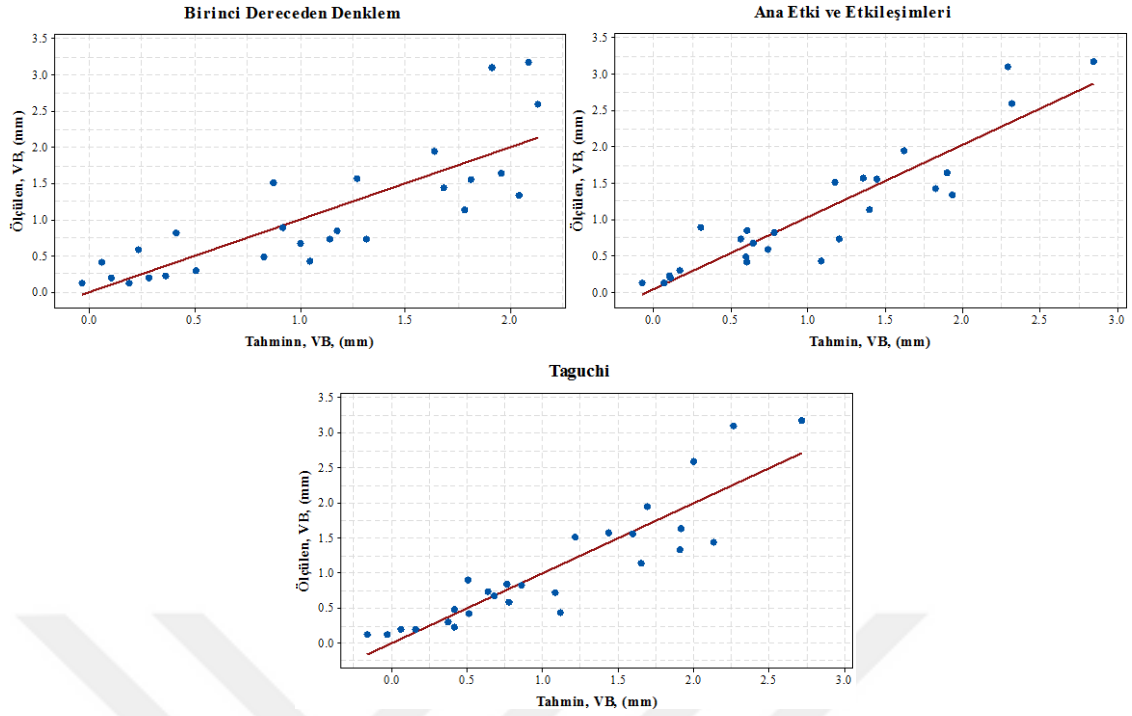 Birinci Dereceden Denklem
3.5
3.0
2.5
2.0
1.5
1.0
0.5
0.0
Ölçülen, VB, (mm)
0.0 0.5 1.0 1.5 2.0
Tahminn, VB, (mm)
Ana Etki ve Etkileşimleri
3.5
3.0
2.5
2.0
1.5
1.0
0.5
0.0
Ölçülen, VB, (mm)
0.0 0.5 1.0 1.5 2.0 2.5 3.0
Tahmin, VB, (mm)
Taguchi
3.5
3.0
2.5
2.0
1.5
1.0
0.5
0.0
Ölçülen, VB, (mm)
0.0 0.5 1.0 1.5 2.0 2.5 3.0
Tahmin, VB, (mm)